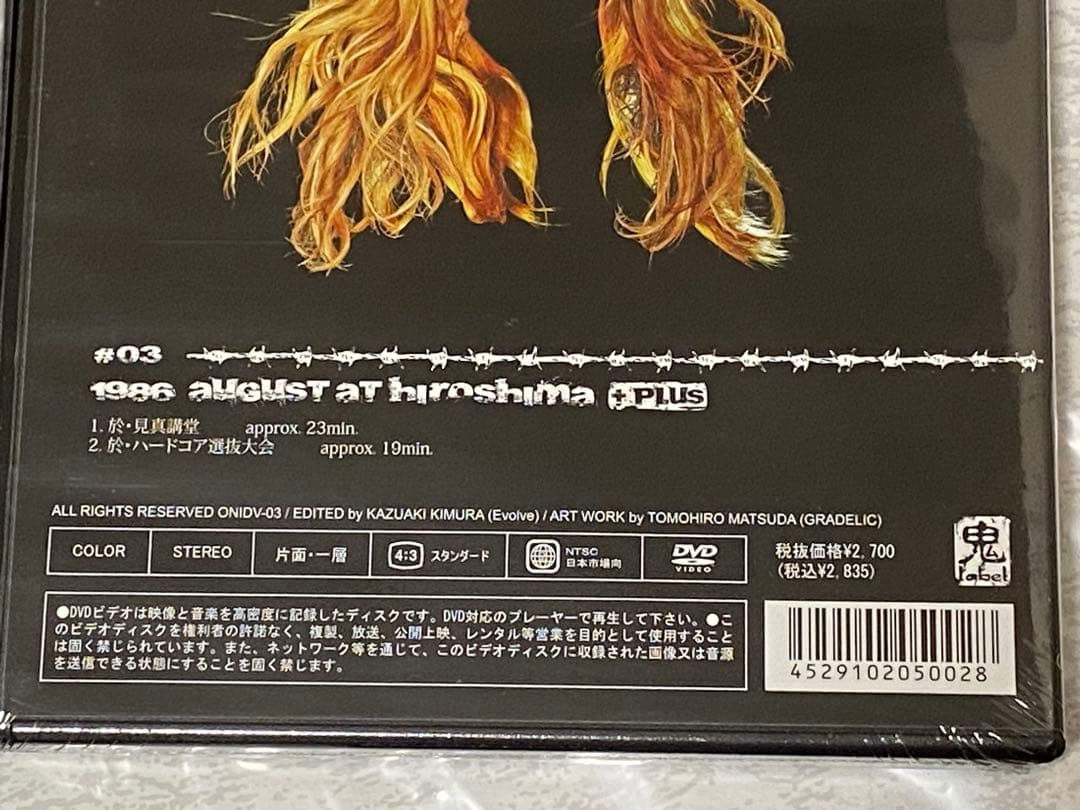 #03
1986 AUGUST AT hiroshima +PLUS
1. 於・見真講堂 approx. 23min.
2. 於・ハードコア選抜大会 approx. 19min.
ALL RIGHTS RESERVED ONIDV-03 / EDITED by KAZUAKI KIMURA (Evolve) / ART WORK by TOMOHIRO MATSUDA (GRADELIC)
COLOR STEREO 片面・一層 4:3 スタンダード NTSC 日本市場向 DVD VIDEO
税抜価格¥2,700
(税込¥2,835)
鬼
label
●DVDビデオは映像と音楽を高密度に記録したディスクです。DVD対応のプレーヤーで再生して下さい。●こ
のビデオディスクを権利者の許諾なく、複製、放送、公開上映、レンタル等営業を目的として使用すること
は固く禁じられています。また、ネットワーク等を通じて、このビデオディスクに収録された画像又は音源
を送信できる状態にすることを固く禁じます。
4529102050028